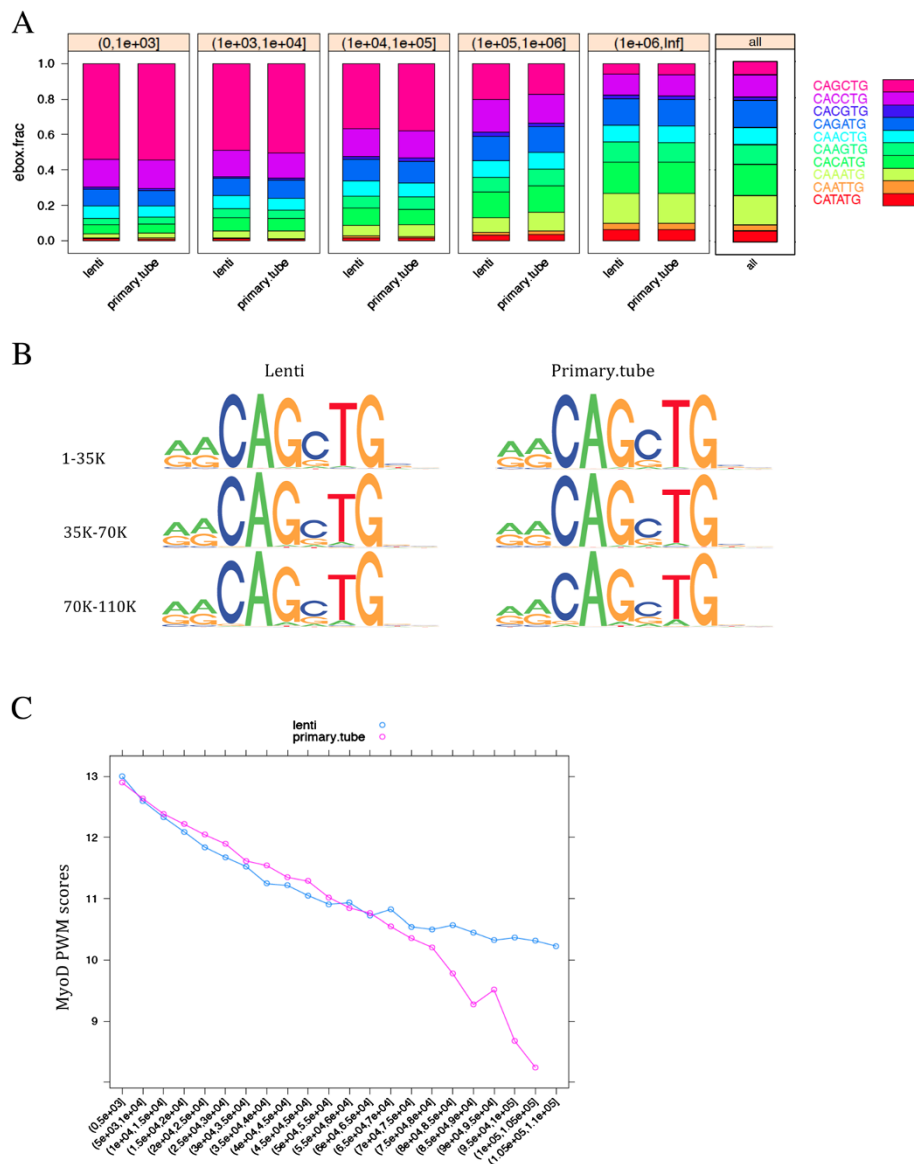 A
(0,1e+03] (1e+03,1e+04] (1e+04,1e+05] (1e+05,1e+06] (1e+06,Inf] all
ebox.frac
1.0
0.8
0.6
0.4
0.2
0.0
lenti primary.tube lenti primary.tube lenti primary.tube lenti primary.tube lenti primary.tube all
CAGCTG
CACCTG
CACGTG
CAGATG
CAACTG
CAAGTG
CACATG
CAAATG
CAATTG
CATATG
B
Lenti Primary.tube
1-35K
35K-70K
70K-110K
C
lenti
primary.tube
MyoD PWM scores
13
12
11
10
9
(0,5e+03]
(5e+03,1e+04]
(1e+04,1.5e+04]
(1.5e+04,2e+04]
(2e+04,2.5e+04]
(2.5e+04,3e+04]
(3e+04,3.5e+04]
(3.5e+04,4e+04]
(4e+04,4.5e+04]
(4.5e+04,5e+04]
(5e+04,5.5e+04]
(5.5e+04,6e+04]
(6e+04,6.5e+04]
(6.5e+04,7e+04]
(7e+04,7.5e+04]
(7.5e+04,8e+04]
(8e+04,8.5e+04]
(8.5e+04,9e+04]
(9e+04,9.5e+04]
(9.5e+04,1e+05]
(1e+05,1.05e+05]
(1.05e+05,1.1e+05]